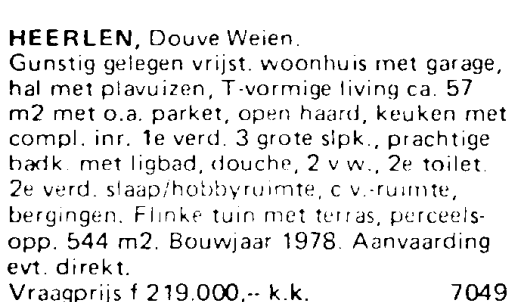 HEERLEN, Douve Weien.
Gunstig gelegen vrijst. woonhuis met garage,
hal met plavuizen, T-vormige living ca. 57
m2 met o.a. parket, open haard, keuken met
compl. inr. 1e verd. 3 grote slpk., prachtige
badk. met ligbad, douche, 2 v.w., 2e toilet.
2e verd. slaap/hobbyruimte, c.v.-ruimte,
bergingen. Flinke tuin met terras, perceels-
opp. 544 m2. Bouwjaar 1978. Aanvaarding
evt. direkt.
Vraagprijs f 219.000,-- k.k. 7049